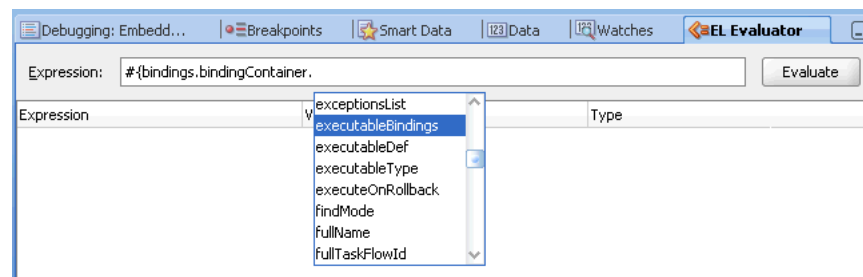 Debugging: Embedd... Breakpoints Smart Data 123 Data Watches EL Evaluator
Expression: #{bindings.bindingContainer. Evaluate
Expression V Type
exceptionsList
executableBindings
executableDef
executableType
executeOnRollback
findMode
fullName
fullTaskFlowId